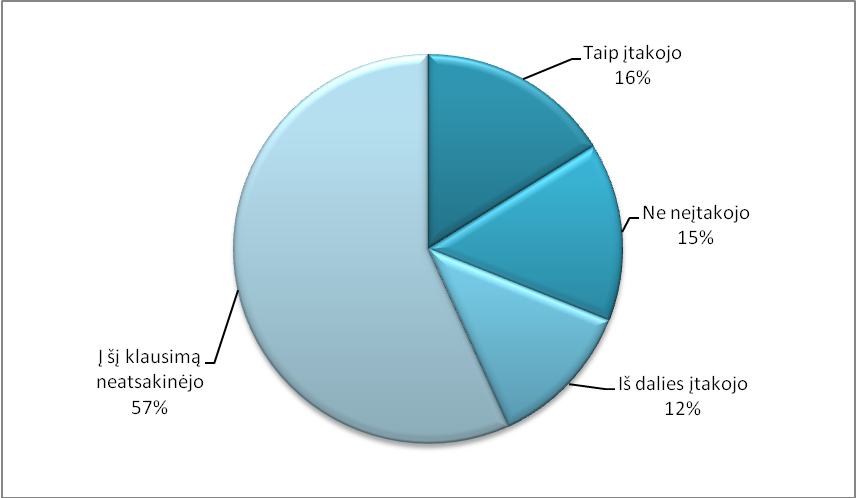 Taip įtakojo
16%
Ne neįtakojo
15%
Iš dalies įtakojo
12%
Į šį klausimą
neatsakinėjo
57%